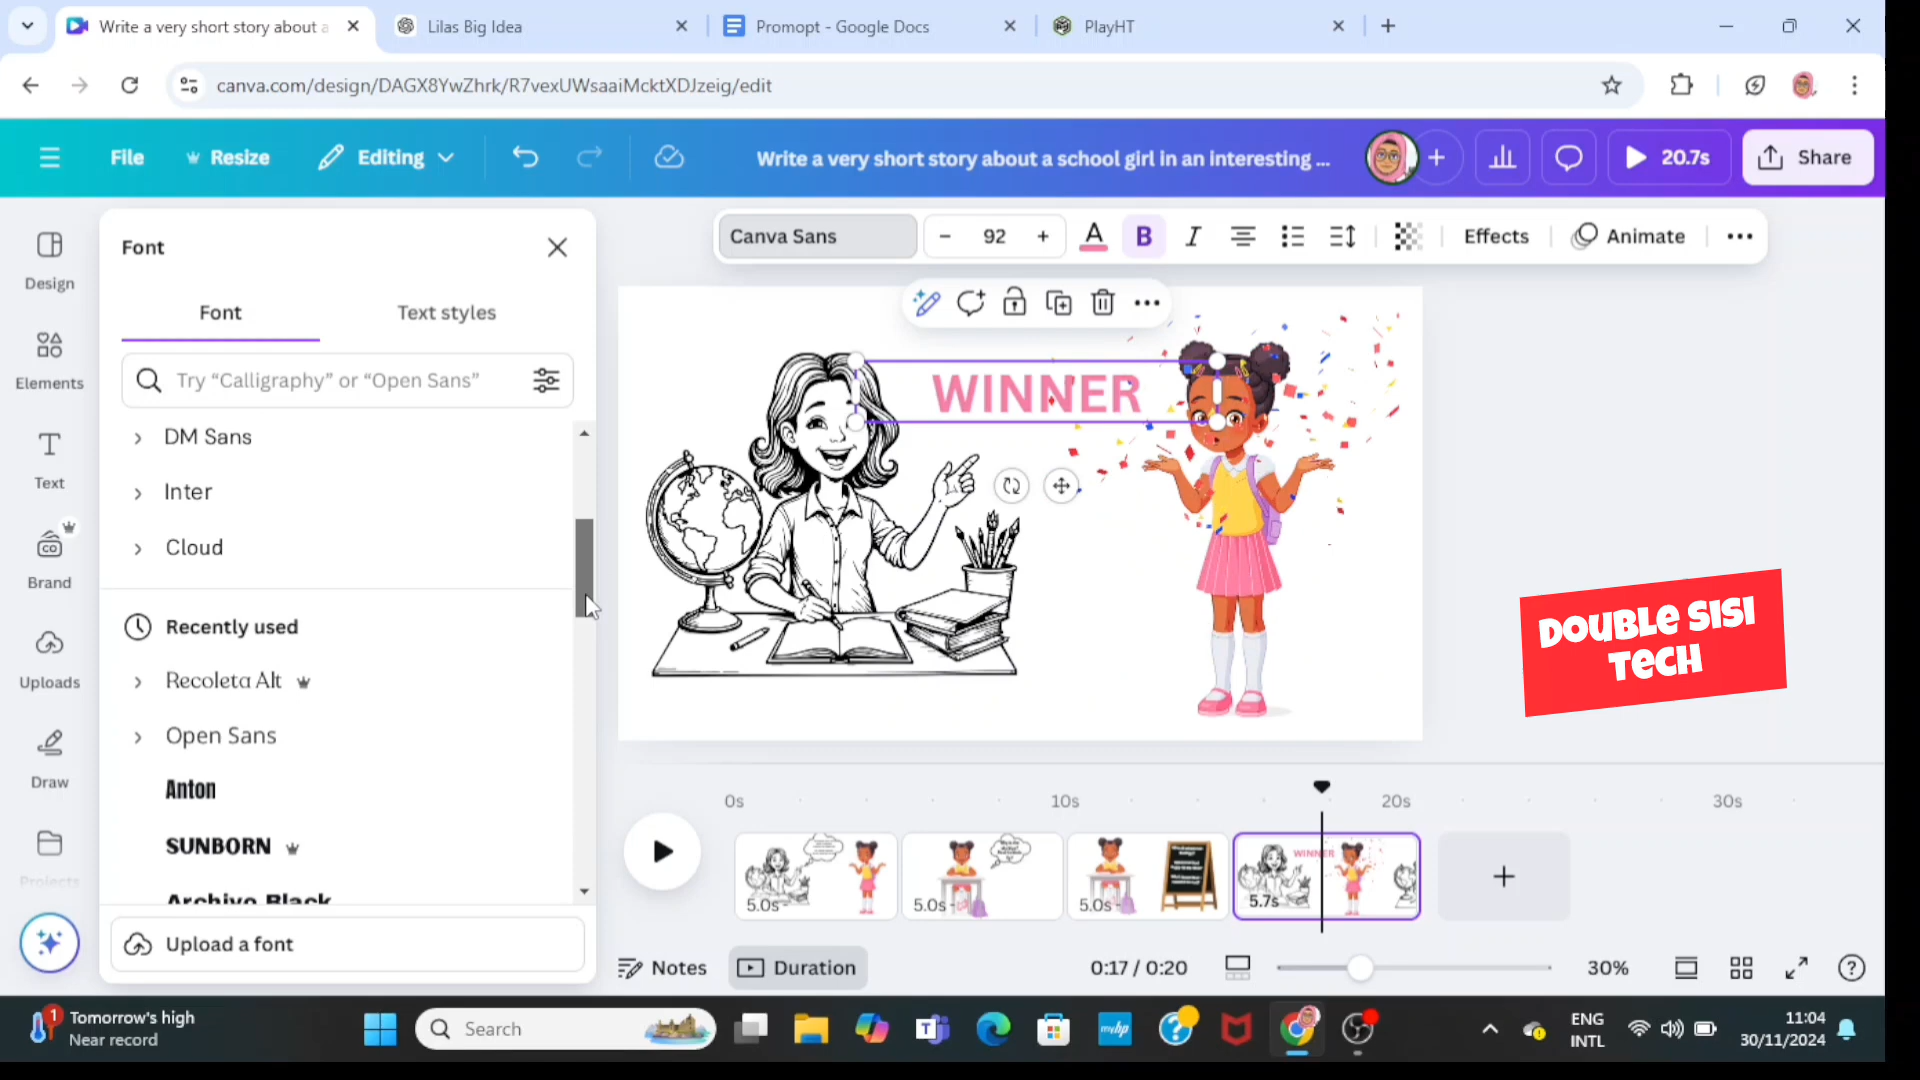 Write a very short story about a
Lilas Big Idea
Promopt - Google Docs
PlayHT
canva.com/design/DAGX8YwZhrk/R7vexUWsaaiMcktXDJzeig/edit
File
Resize
Editing
Write a very short story about a school girl in an interesting ...
20.7s
Share
Design
Elements
Text
Brand
Uploads
Draw
Projects
Font
Font
Text styles
Try “Calligraphy” or “Open Sans”
DM Sans
Inter
Cloud
Recently used
Recoleta Alt
Open Sans
Anton
SUNBORN
Archivo Black
Upload a font
Canva Sans
92
A
B
I
Effects
Animate
WINNER
DOUBLE SISI
TECH
0s
10s
20s
30s
5.0s
5.0s
5.0s
WINNER
5.7s
Notes
Duration
0:17 / 0:20
30%
1
Tomorrow's high
Near record
Search
ENG
INTL
11:04
30/11/2024